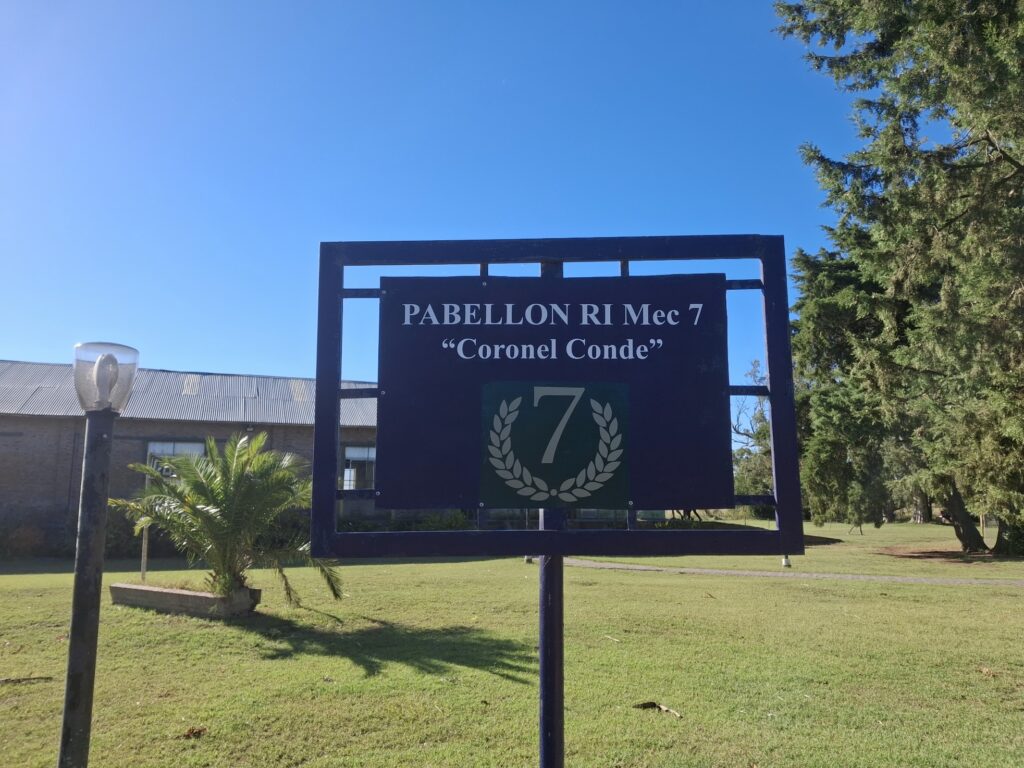 PABELLON RI Mec 7
“Coronel Conde”
7